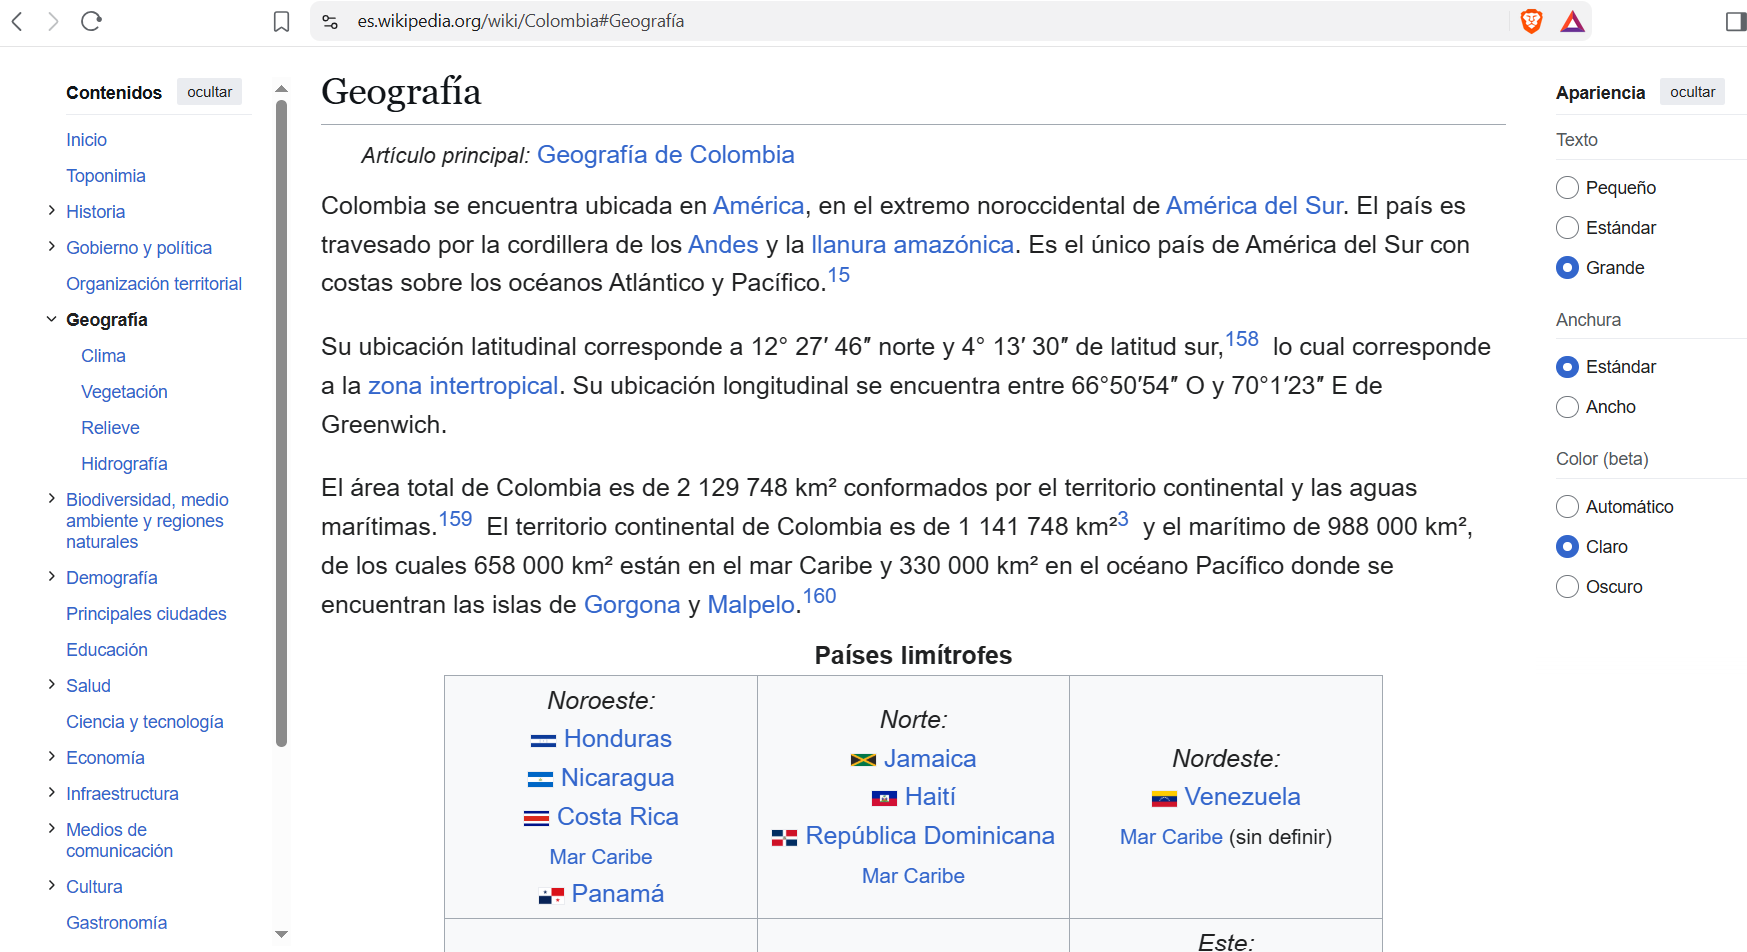 es.wikipedia.org/wiki/Colombia#Geografía
Contenidos
ocultar
Inicio
Toponimia
Historia
Gobierno y política
Organización territorial
Geografía
Clima
Vegetación
Relieve
Hidrografía
Biodiversidad, medio
ambiente y regiones
naturales
Demografía
Principales ciudades
Educación
Salud
Ciencia y tecnología
Economía
Infraestructura
Medios de
comunicación
Cultura
Gastronomía
Geografía
Artículo principal: Geografía de Colombia
Colombia se encuentra ubicada en América, en el extremo noroccidental de América del Sur. El país es
travesado por la cordillera de los Andes y la llanura amazónica. Es el único país de América del Sur con
costas sobre los océanos Atlántico y Pacífico.15
Su ubicación latitudinal corresponde a 12° 27′ 46″ norte y 4° 13′ 30″ de latitud sur,158 lo cual corresponde
a la zona intertropical. Su ubicación longitudinal se encuentra entre 66°50′54″ O y 70°1′23″ E de
Greenwich.
El área total de Colombia es de 2 129 748 km² conformados por el territorio continental y las aguas
marítimas.159 El territorio continental de Colombia es de 1 141 748 km²3 y el marítimo de 988 000 km²,
de los cuales 658 000 km² están en el mar Caribe y 330 000 km² en el océano Pacífico donde se
encuentran las islas de Gorgona y Malpelo.160
Países limítrofes
Noroeste:
Honduras
Nicaragua
Costa Rica
Mar Caribe
Panamá
Norte:
Jamaica
Haití
República Dominicana
Mar Caribe
Nordeste:
Venezuela
Mar Caribe (sin definir)
Este:
Apariencia
ocultar
Texto
Pequeño
Estándar
Grande
Anchura
Estándar
Ancho
Color (beta)
Automático
Claro
Oscuro